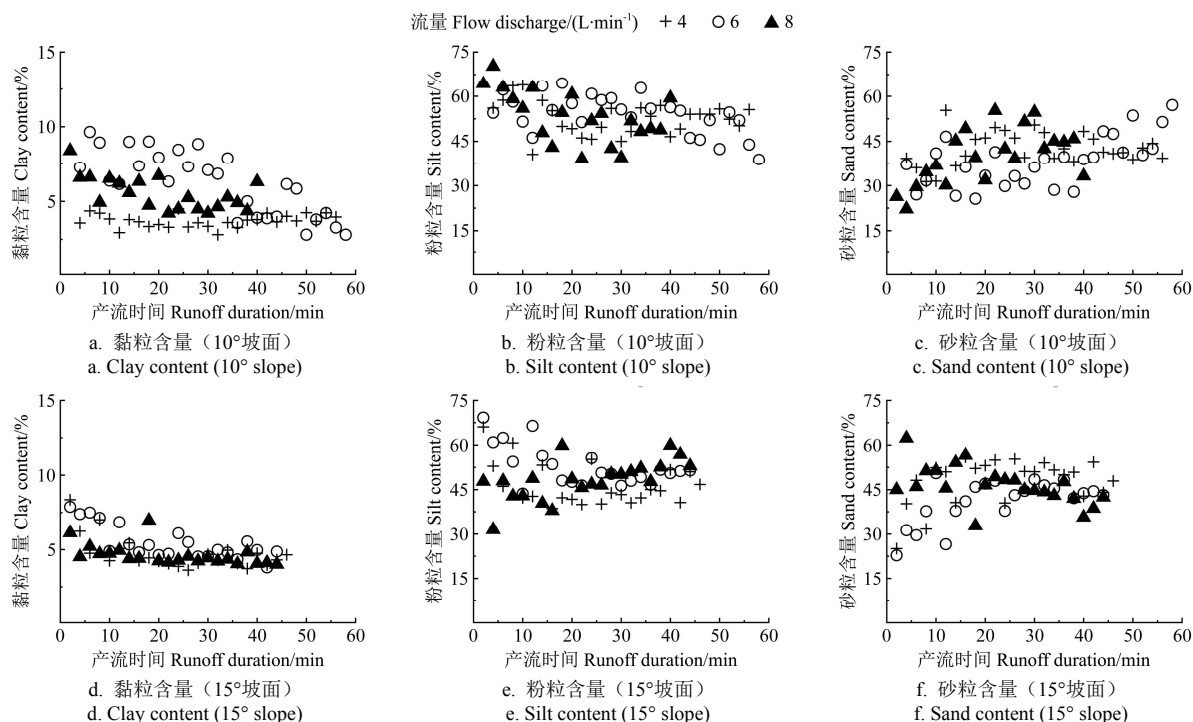 流量 Flow discharge/(L·min⁻¹) + 4 ○ 6 ▲ 8
黏粒含量 Clay content/%
15
10
5
0 10 20 30 40 50 60
产流时间 Runoff duration/min
a. 黏粒含量（10°坡面）
a. Clay content (10° slope)
粉粒含量 Silt content/%
75
60
45
30
15
0 10 20 30 40 50 60
产流时间 Runoff duration/min
b. 粉粒含量（10°坡面）
b. Silt content (10° slope)
砂粒含量 Sand content/%
75
60
45
30
15
0 10 20 30 40 50 60
产流时间 Runoff duration/min
c. 砂粒含量（10°坡面）
c. Sand content (10° slope)
黏粒含量 Clay content/%
15
10
5
0 10 20 30 40 50 60
产流时间 Runoff duration/min
d. 黏粒含量（15°坡面）
d. Clay content (15° slope)
粉粒含量 Silt content/%
75
60
45
30
15
0 10 20 30 40 50 60
产流时间 Runoff duration/min
e. 粉粒含量（15°坡面）
e. Silt content (15° slope)
砂粒含量 Sand content/%
75
60
45
30
15
0 10 20 30 40 50 60
产流时间 Runoff duration/min
f. 砂粒含量（15°坡面）
f. Sand content (15° slope)